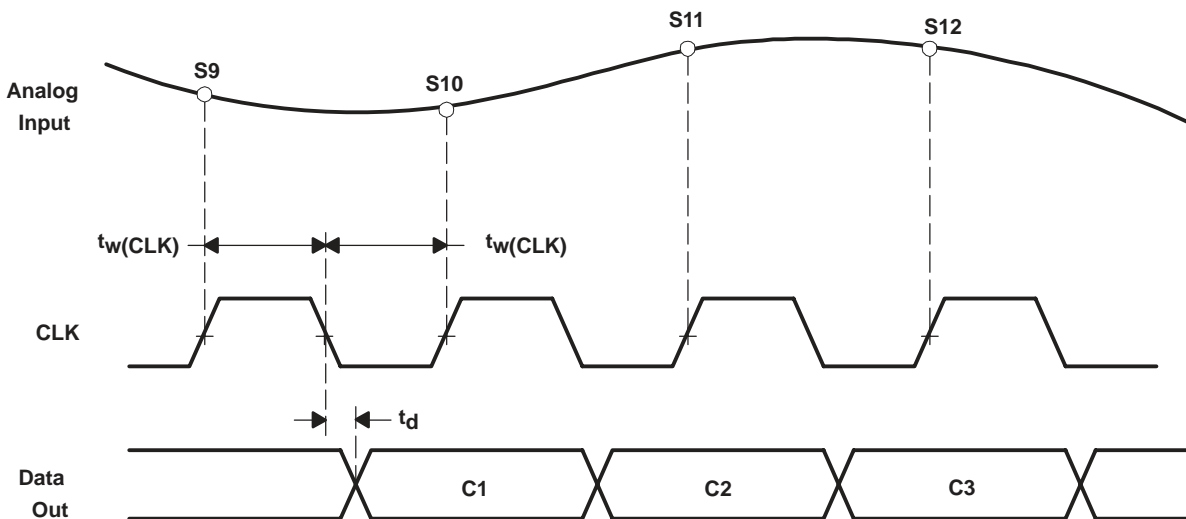 S9
S10
S11
S12
Analog
Input
tw(CLK)
tw(CLK)
CLK
td
Data
Out
C1
C2
C3